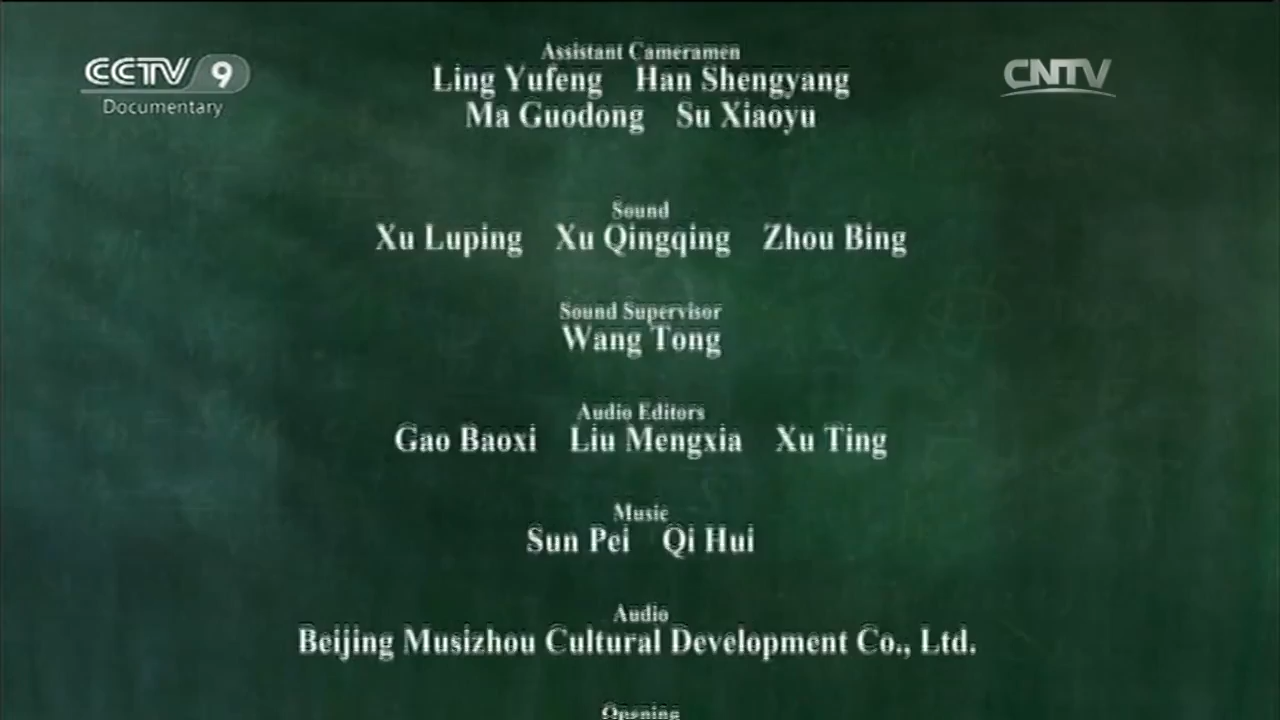 Assistant Cameramen
CCTV 9
Ling Yufeng Han Shengyang
CNTV
Documentary
Ma Guodong Su Xiaoyu
Sound
Xu Luping Xu Qingqing Zhou Bing
Sound Supervisor
Wang Tong
Audio Editors
Gao Baoxi Liu Mengxia Xu Ting
Music
Sun Pei Qi Hui
Audio
Beijing Musizhou Cultural Development Co., Ltd.
Opening